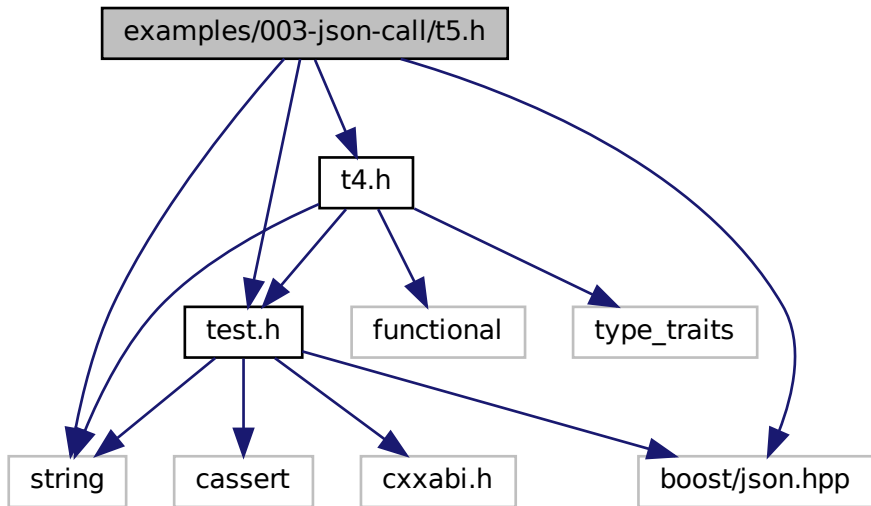 examples/003-json-call/t5.h
t4.h
test.h
functional
type_traits
string
cassert
cxxabi.h
boost/json.hpp